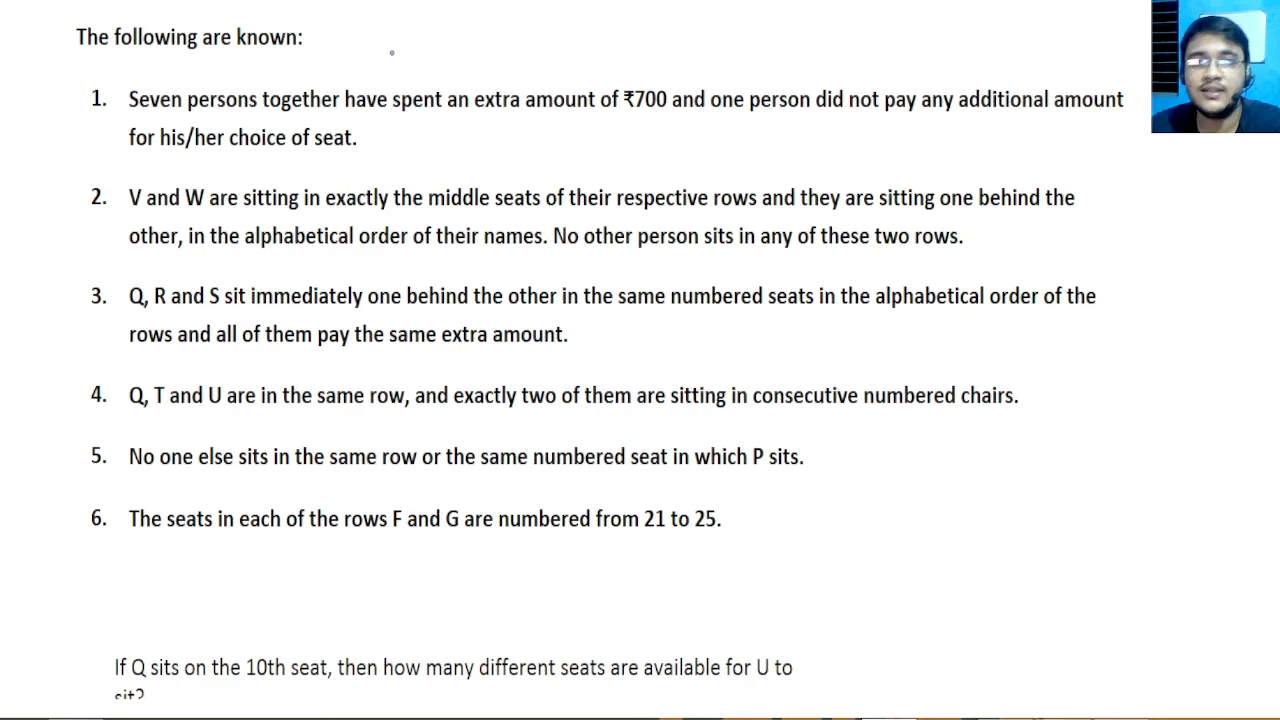 The following are known:
1. Seven persons together have spent an extra amount of ₹700 and one person did not pay any additional amount
for his/her choice of seat.
2. V and W are sitting in exactly the middle seats of their respective rows and they are sitting one behind the
other, in the alphabetical order of their names. No other person sits in any of these two rows.
3. Q, R and S sit immediately one behind the other in the same numbered seats in the alphabetical order of the
rows and all of them pay the same extra amount.
4. Q, T and U are in the same row, and exactly two of them are sitting in consecutive numbered chairs.
5. No one else sits in the same row or the same numbered seat in which P sits.
6. The seats in each of the rows F and G are numbered from 21 to 25.
If Q sits on the 10th seat, then how many different seats are available for U to
sit?